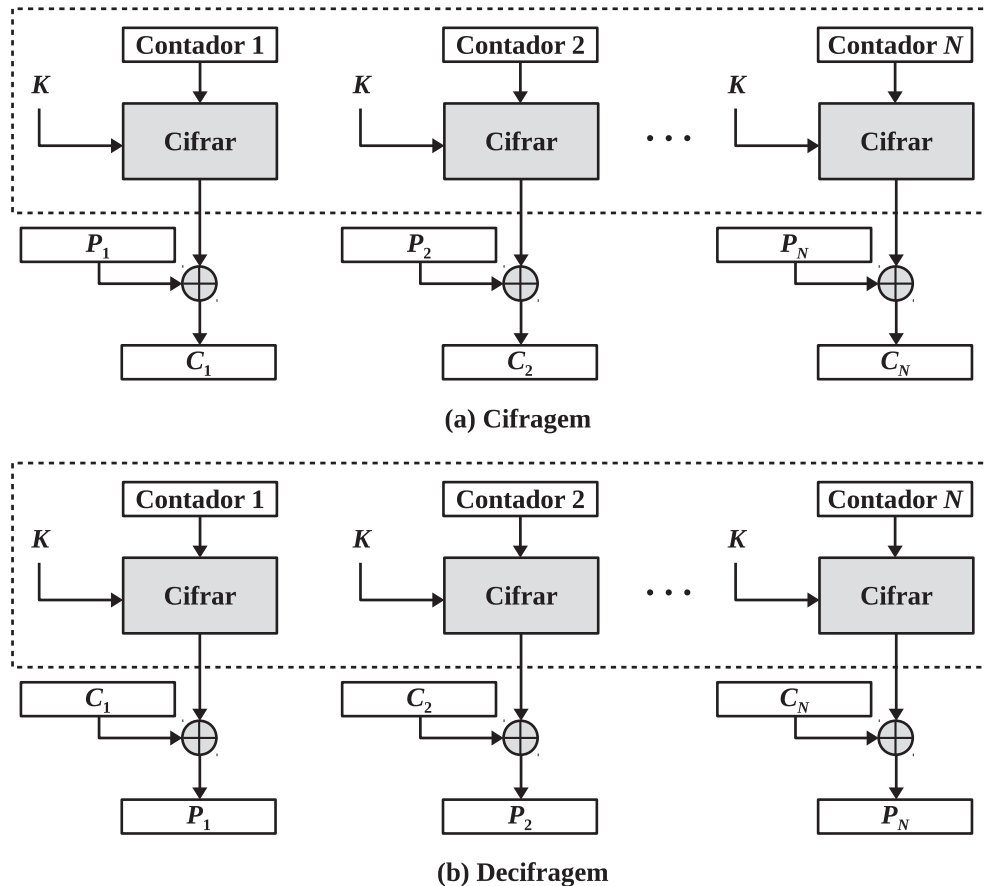 Contador 1 Contador 2 Contador N
K K K
Cifrar Cifrar . . . Cifrar
P1 P2 PN
C1 C2 CN
(a) Cifragem
Contador 1 Contador 2 Contador N
K K K
Cifrar Cifrar . . . Cifrar
C1 C2 CN
P1 P2 PN
(b) Decifragem